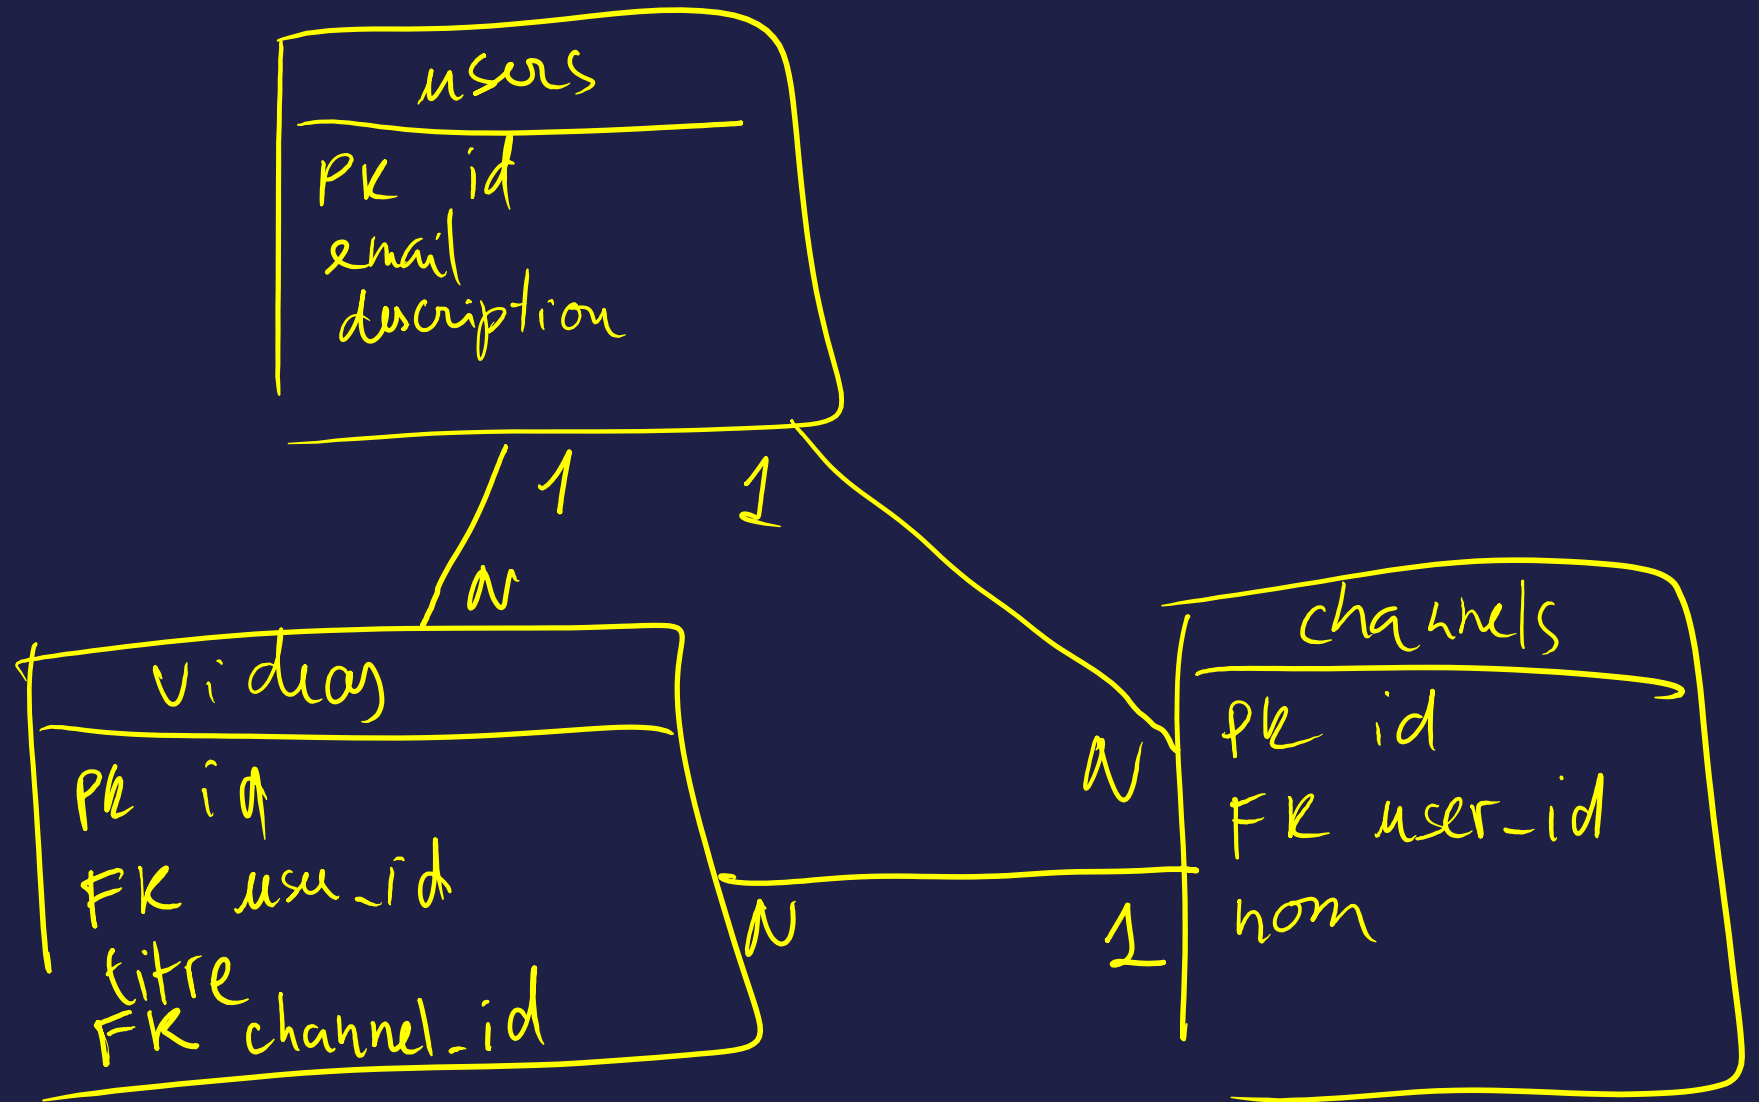 users
PK id
email
description
1 1
N
videos
PK id
FK user_id
titre
FK channel_id
N
N 1
channels
PK id
FK user_id
nom